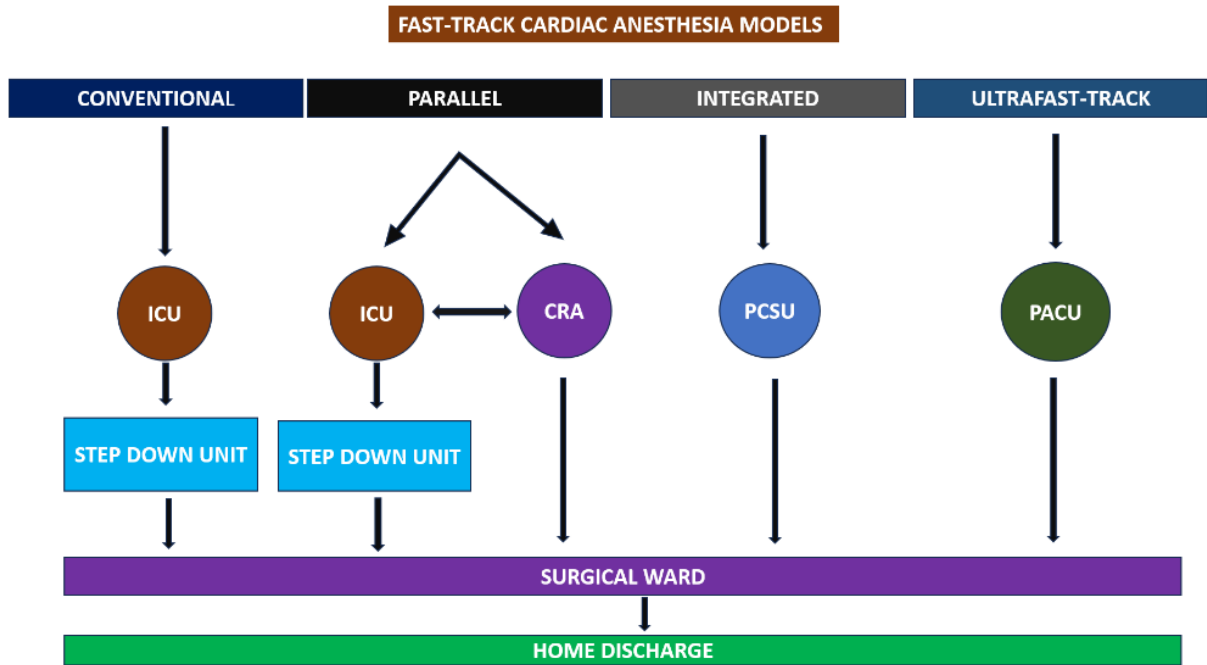 FAST-TRACK CARDIAC ANESTHESIA MODELS
CONVENTIONAL
PARALLEL
INTEGRATED
ULTRAFAST-TRACK
ICU
ICU
CRA
PCSU
PACU
STEP DOWN UNIT
STEP DOWN UNIT
SURGICAL WARD
HOME DISCHARGE